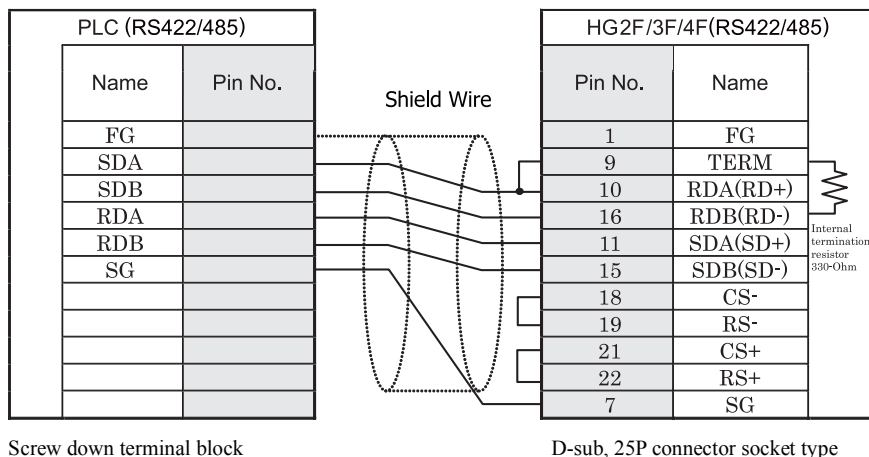 PLC (RS422/485)
HG2F/3F/4F(RS422/485)
Name Pin No.
Shield Wire
Pin No. Name
FG
1 FG
SDA
9 TERM
SDB
10 RDA(RD+)
RDA
16 RDB(RD-)
RDB
11 SDA(SD+)
SG
15 SDB(SD-)
Internal
termination
resistor
330-Ohm
18 CS-
19 RS-
21 CS+
22 RS+
7 SG
Screw down terminal block
D-sub, 25P connector socket type